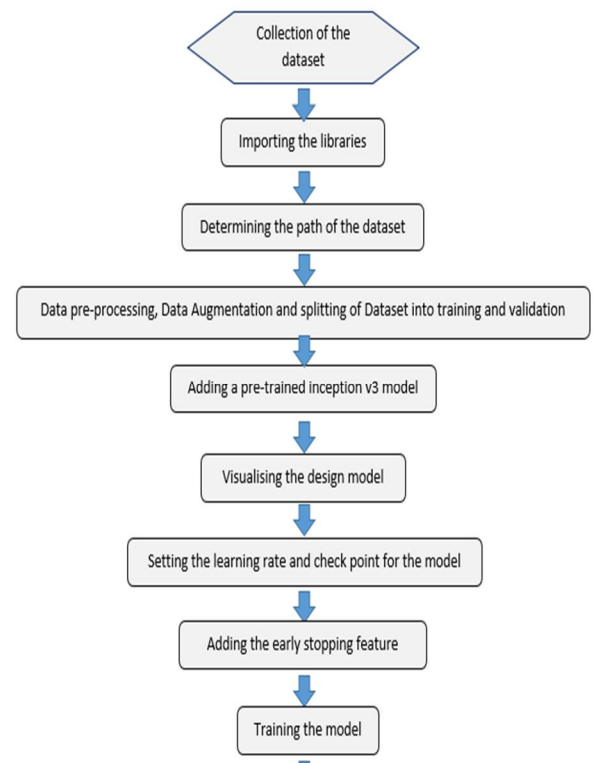 Collection of the
dataset
Importing the libraries
Determining the path of the dataset
Data pre-processing, Data Augmentation and splitting of Dataset into training and validation
Adding a pre-trained inception v3 model
Visualising the design model
Setting the learning rate and check point for the model
Adding the early stopping feature
Training the model